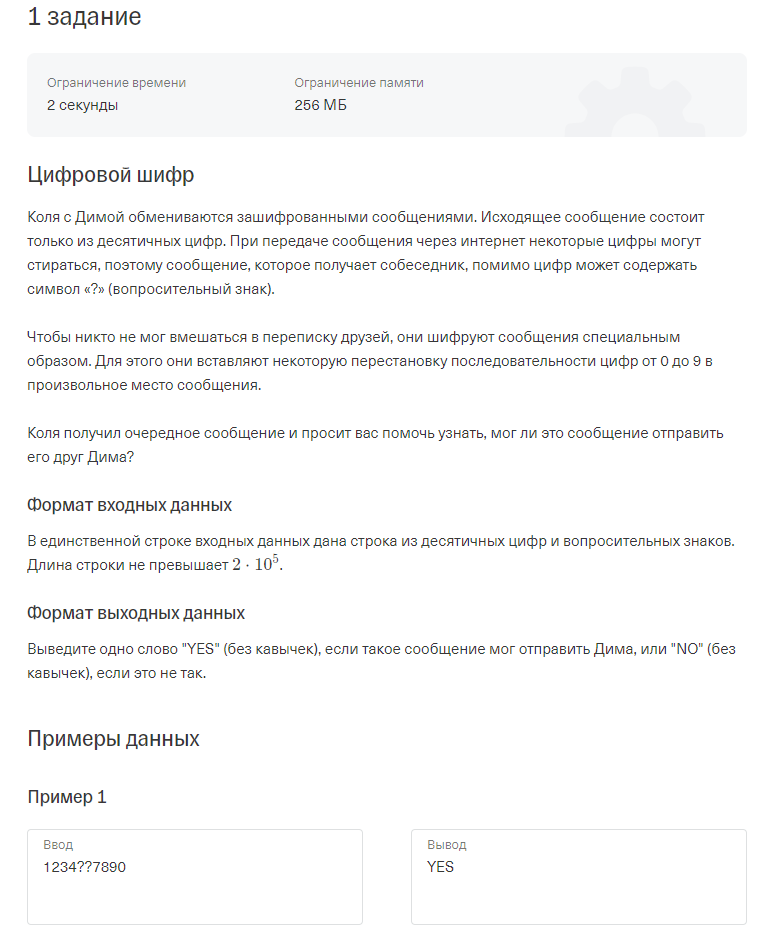 1 задание
Ограничение времени
Ограничение памяти
2 секунды
256 МБ
Цифровой шифр
Коля с Димой обмениваются зашифрованными сообщениями. Исходящее сообщение состоит
только из десятичных цифр. При передаче сообщения через интернет некоторые цифры могут
стираться, поэтому сообщение, которое получает собеседник, помимо цифр может содержать
символ «?» (вопросительный знак).
Чтобы никто не мог вмешаться в переписку друзей, они шифруют сообщения специальным
образом. Для этого они вставляют некоторую перестановку последовательности цифр от 0 до 9 в
произвольное место сообщения.
Коля получил очередное сообщение и просит вас помочь узнать, мог ли это сообщение отправить
его друг Дима?
Формат входных данных
В единственной строке входных данных дана строка из десятичных цифр и вопросительных знаков.
Длина строки не превышает 2 · 10⁵.
Формат выходных данных
Выведите одно слово "YES" (без кавычек), если такое сообщение мог отправить Дима, или "NO" (без
кавычек), если это не так.
Примеры данных
Пример 1
Ввод
1234??7890
Вывод
YES